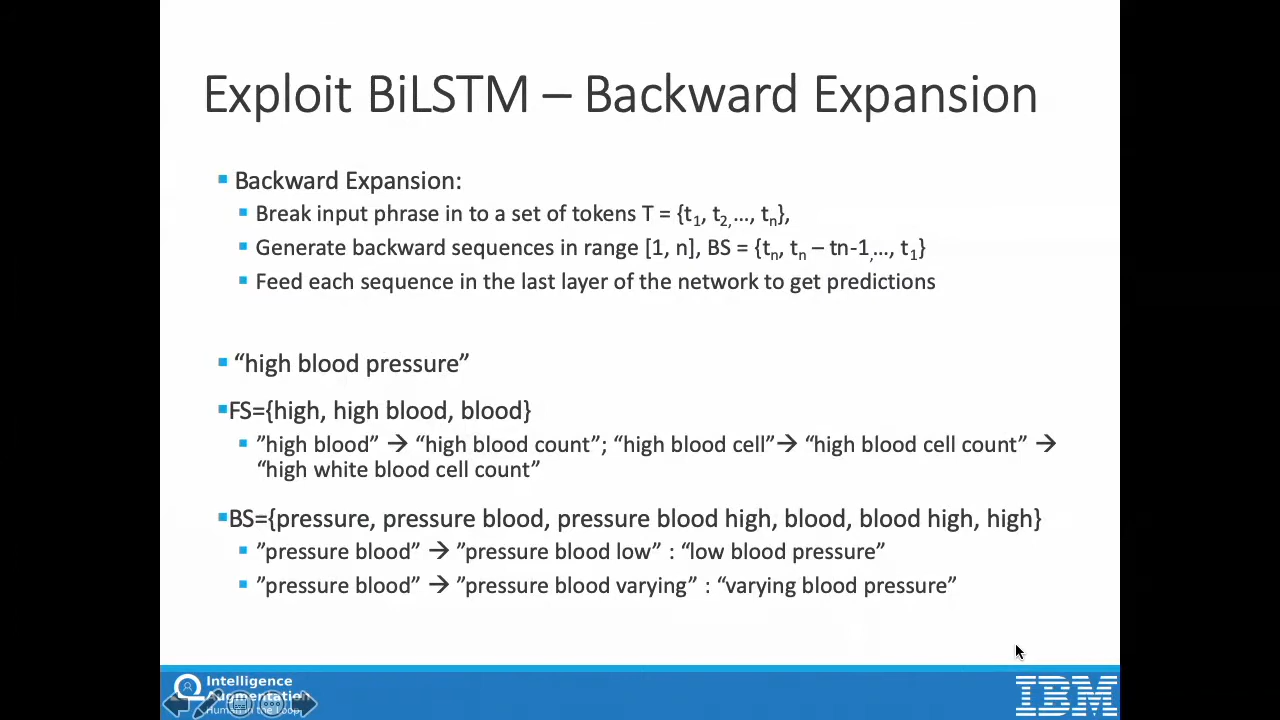 Exploit BiLSTM – Backward Expansion
Backward Expansion:
Break input phrase in to a set of tokens T = {t1, t2,…, tn},
Generate backward sequences in range [1, n], BS = {tn, tn – tn-1,…, t1}
Feed each sequence in the last layer of the network to get predictions
“high blood pressure”
FS={high, high blood, blood}
”high blood” → “high blood count”; “high blood cell”→ “high blood cell count” →
“high white blood cell count”
BS={pressure, pressure blood, pressure blood high, blood, blood high, high}
”pressure blood” → ”pressure blood low” : “low blood pressure”
”pressure blood” → ”pressure blood varying” : “varying blood pressure”
Intelligence
Augmentation
Human in the Loop
IBM